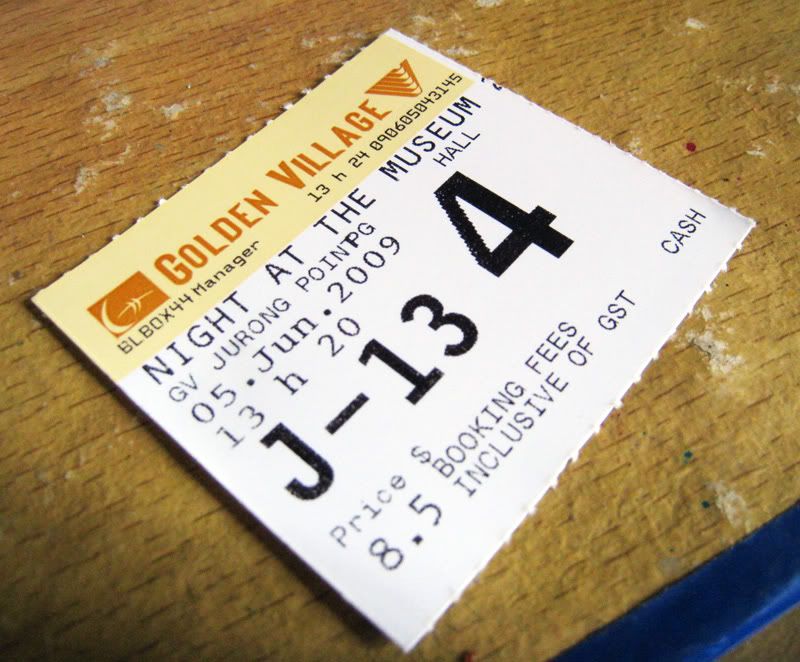 GOLDEN VILLAGE
BLBOX44 Manager 13 h 24 090605043145
NIGHT AT THE MUSEUM
GV JURONG POINT PG HALL
05.Jun.2009 4
13 h 20
J-13 CASH
Price $ BOOKING FEES
8.5 INCLUSIVE OF GST